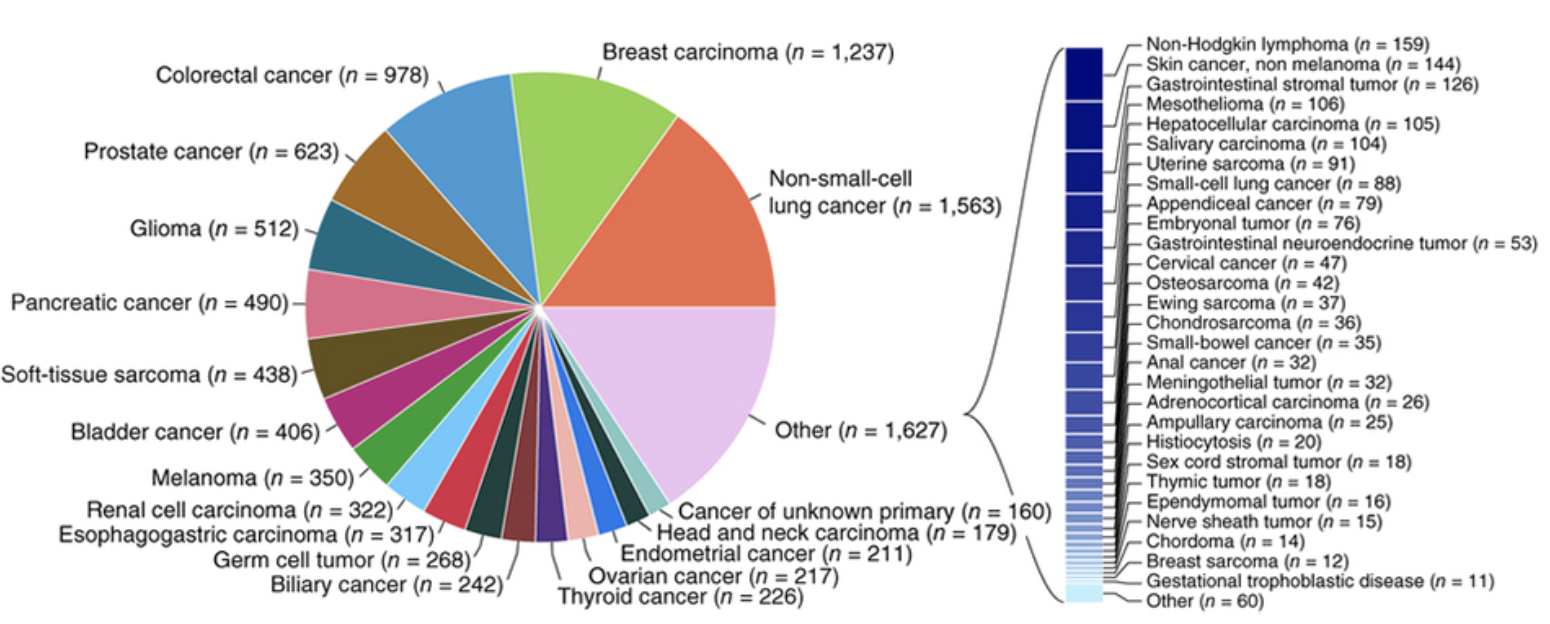 Breast carcinoma (n = 1,237)
Colorectal cancer (n = 978)
Prostate cancer (n = 623)
Glioma (n = 512)
Pancreatic cancer (n = 490)
Soft-tissue sarcoma (n = 438)
Bladder cancer (n = 406)
Melanoma (n = 350)
Renal cell carcinoma (n = 322)
Esophagogastric carcinoma (n = 317)
Germ cell tumor (n = 268)
Biliary cancer (n = 242)
Thyroid cancer (n = 226)
Ovarian cancer (n = 217)
Endometrial cancer (n = 211)
Head and neck carcinoma (n = 179)
Cancer of unknown primary (n = 160)
Other (n = 1,627)
Non-small-cell
lung cancer (n = 1,563)
Non-Hodgkin lymphoma (n = 159)
Skin cancer, non melanoma (n = 144)
Gastrointestinal stromal tumor (n = 126)
Mesothelioma (n = 106)
Hepatocellular carcinoma (n = 105)
Salivary carcinoma (n = 104)
Uterine sarcoma (n = 91)
Small-cell lung cancer (n = 88)
Appendiceal cancer (n = 79)
Embryonal tumor (n = 76)
Gastrointestinal neuroendocrine tumor (n = 53)
Cervical cancer (n = 47)
Osteosarcoma (n = 42)
Ewing sarcoma (n = 37)
Chondrosarcoma (n = 36)
Small-bowel cancer (n = 35)
Anal cancer (n = 32)
Meningothelial tumor (n = 32)
Adrenocortical carcinoma (n = 26)
Ampullary carcinoma (n = 25)
Histiocytosis (n = 20)
Sex cord stromal tumor (n = 18)
Thymic tumor (n = 18)
Ependymomal tumor (n = 16)
Nerve sheath tumor (n = 15)
Chordoma (n = 14)
Breast sarcoma (n = 12)
Gestational trophoblastic disease (n = 11)
Other (n = 60)